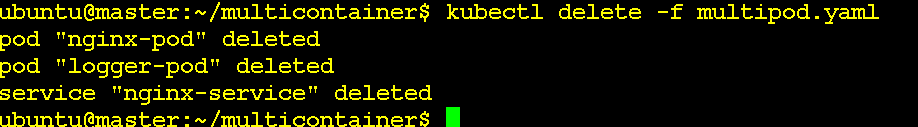 ubuntu@master:~/multicontainer$ kubectl delete -f multipod.yaml
pod "nginx-pod" deleted
pod "logger-pod" deleted
service "nginx-service" deleted
ubuntu@master:~/multicontainer$